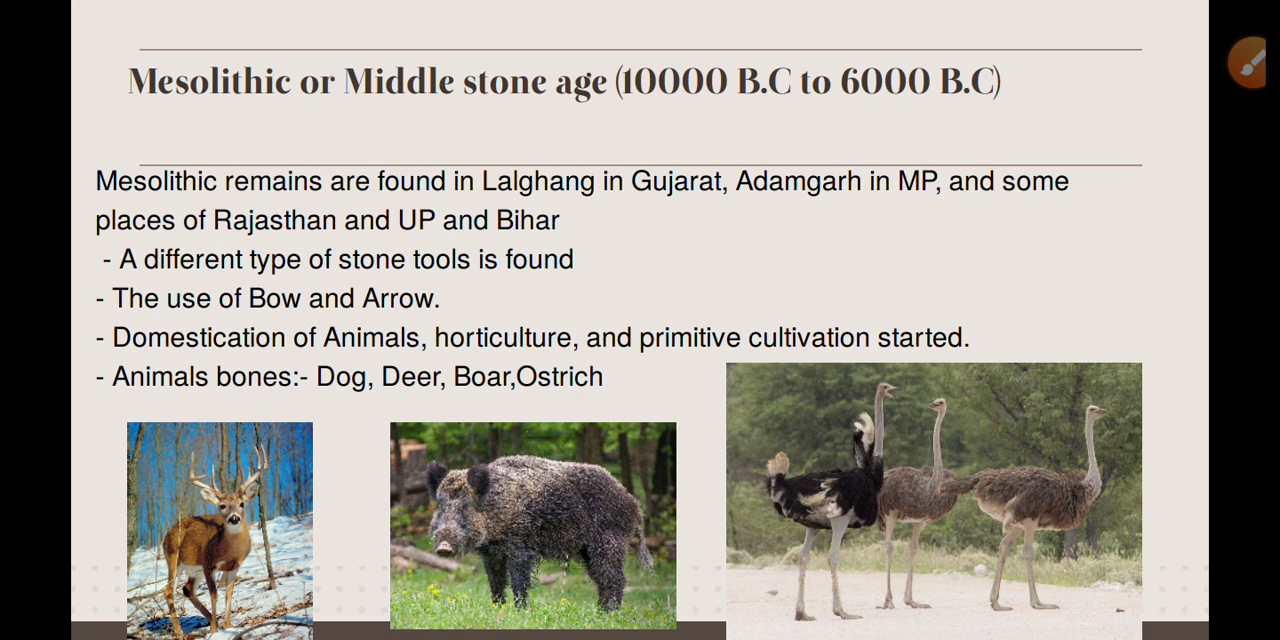 Mesolithic or Middle stone age (10000 B.C to 6000 B.C)
Mesolithic remains are found in Lalghang in Gujarat, Adamgarh in MP, and some
places of Rajasthan and UP and Bihar
- A different type of stone tools is found
- The use of Bow and Arrow.
- Domestication of Animals, horticulture, and primitive cultivation started.
- Animals bones:- Dog, Deer, Boar,Ostrich